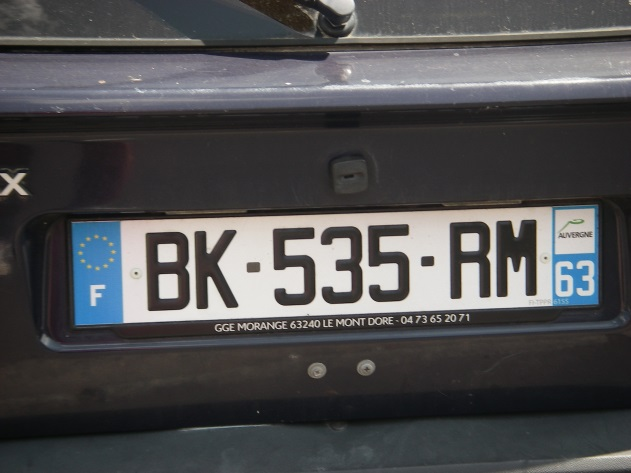 X
F
BK-535-RM
AUVERGNE
63
GGE MORANGE 63240 LE MONT DORE - 04 73 65 20 71